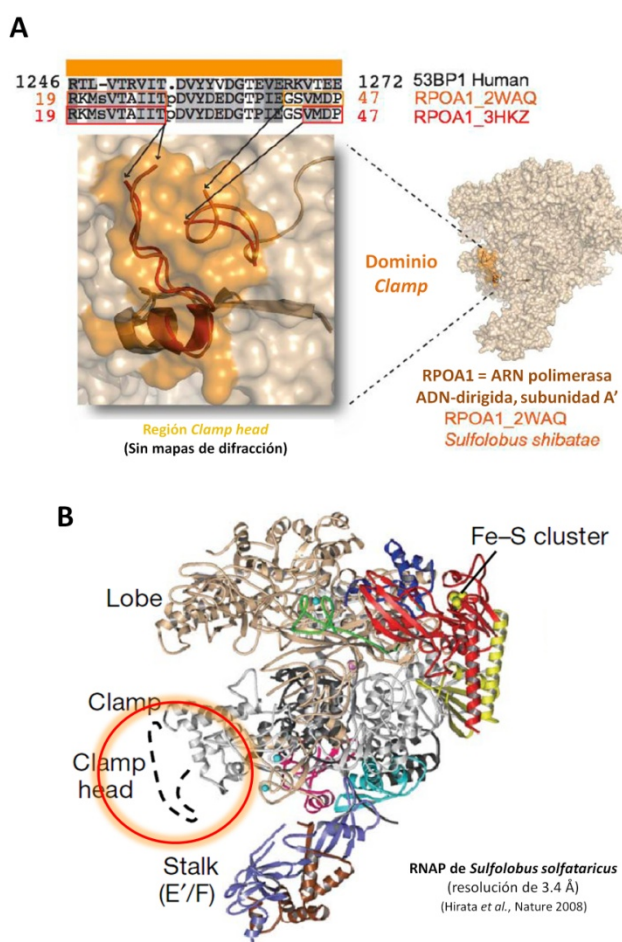 A
1246 RTL-VTRVIT.DVYYVDGTEVERKVTEE 1272 53BP1 Human
19 RKMsVTAIITpDVYDEDGTPIEGSVMDP 47 RPOA1_2WAQ
19 RKMsVTAIITpDVYDEDGTPIEGSVMDP 47 RPOA1_3HKZ
Dominio
Clamp
RPOA1 = ARN polimerasa
ADN-dirigida, subunidad A’
RPOA1_2WAQ
Sulfolobus shibatae
Región Clamp head
(Sin mapas de difracción)
B
Fe–S cluster
Lobe
Clamp
Clamp
head
Stalk
(E′/F)
RNAP de Sulfolobus solfataricus
(resolución de 3.4 Å)
(Hirata et al., Nature 2008)